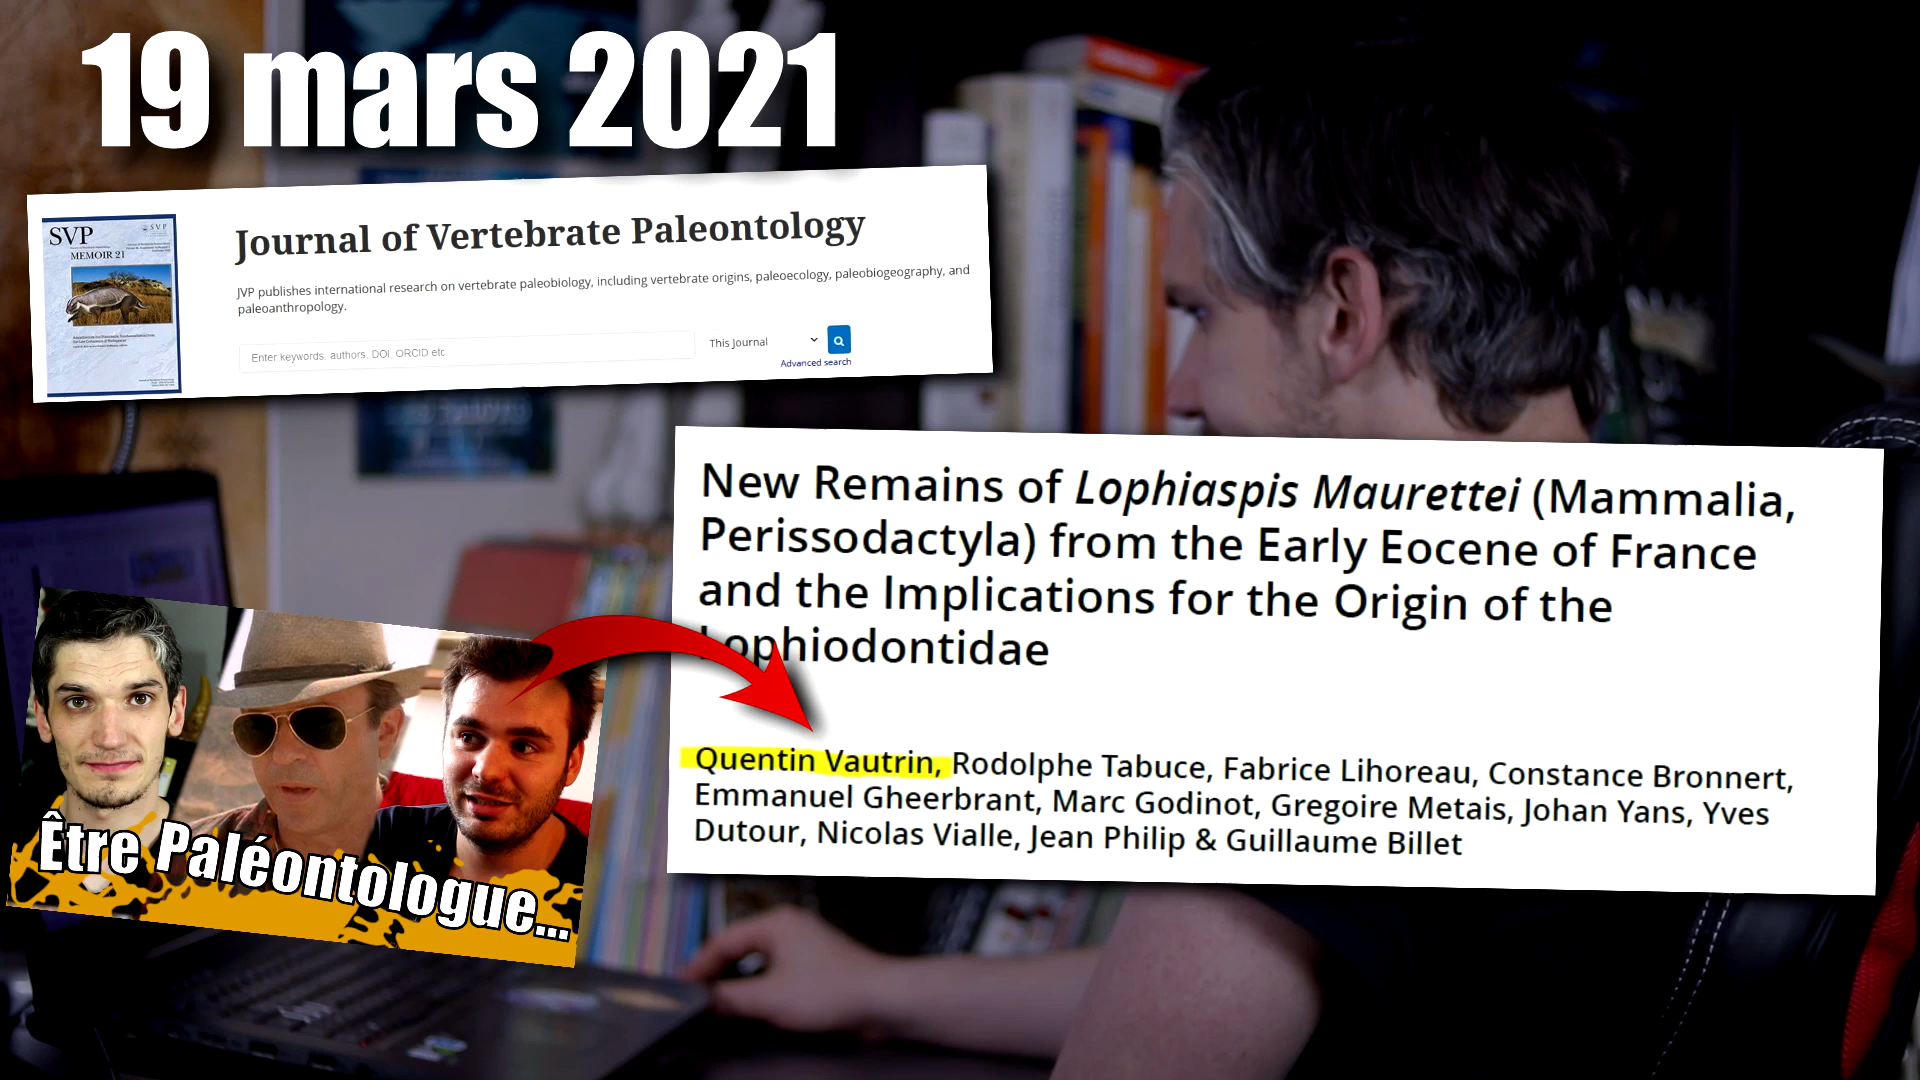 19 mars 2021
SVP
SVP
MEMOIR 21
Journal of Vertebrate Paleontology
JVP publishes international research on vertebrate paleobiology, including vertebrate origins, paleoecology, paleobiogeography, and
paleoanthropology.
Enter keywords, authors, DOI, ORCID etc
This Journal
Advanced search
New Remains of Lophiaspis Maurettei (Mammalia,
Perissodactyla) from the Early Eocene of France
and the Implications for the Origin of the
Lophiodontidae
Quentin Vautrin, Rodolphe Tabuce, Fabrice Lihoreau, Constance Bronnert,
Emmanuel Gheerbrant, Marc Godinot, Gregoire Metais, Johan Yans, Yves
Dutour, Nicolas Vialle, Jean Philip & Guillaume Billet
Être Paléontologue...